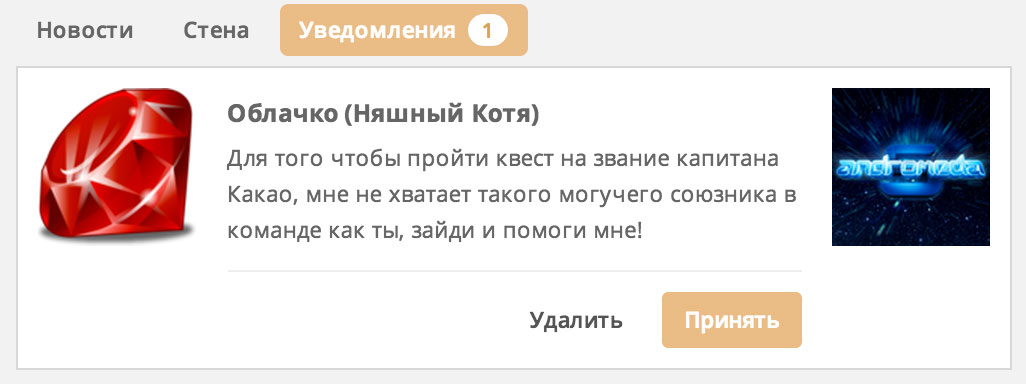 Новости Стена Уведомления 1
Облачко (Няшный Котя)
Для того чтобы пройти квест на звание капитана
Какао, мне не хватает такого могучего союзника в
команде как ты, зайди и помоги мне!
andromeda
Удалить Принять